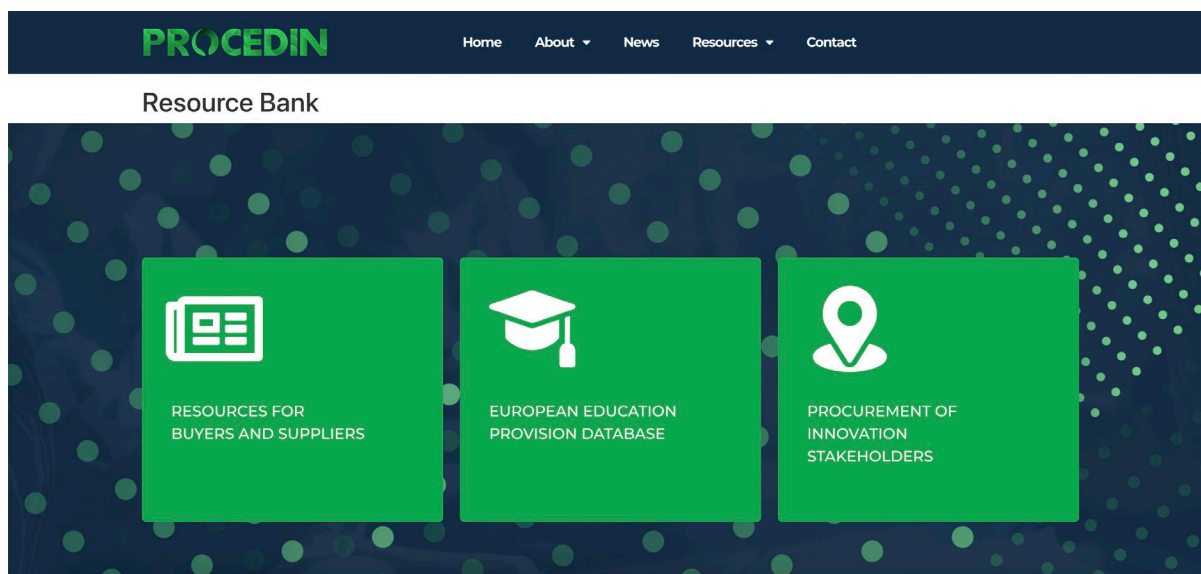 PROCEDIN
Home About News Resources Contact
Resource Bank
RESOURCES FOR
BUYERS AND SUPPLIERS
EUROPEAN EDUCATION
PROVISION DATABASE
PROCUREMENT OF
INNOVATION
STAKEHOLDERS